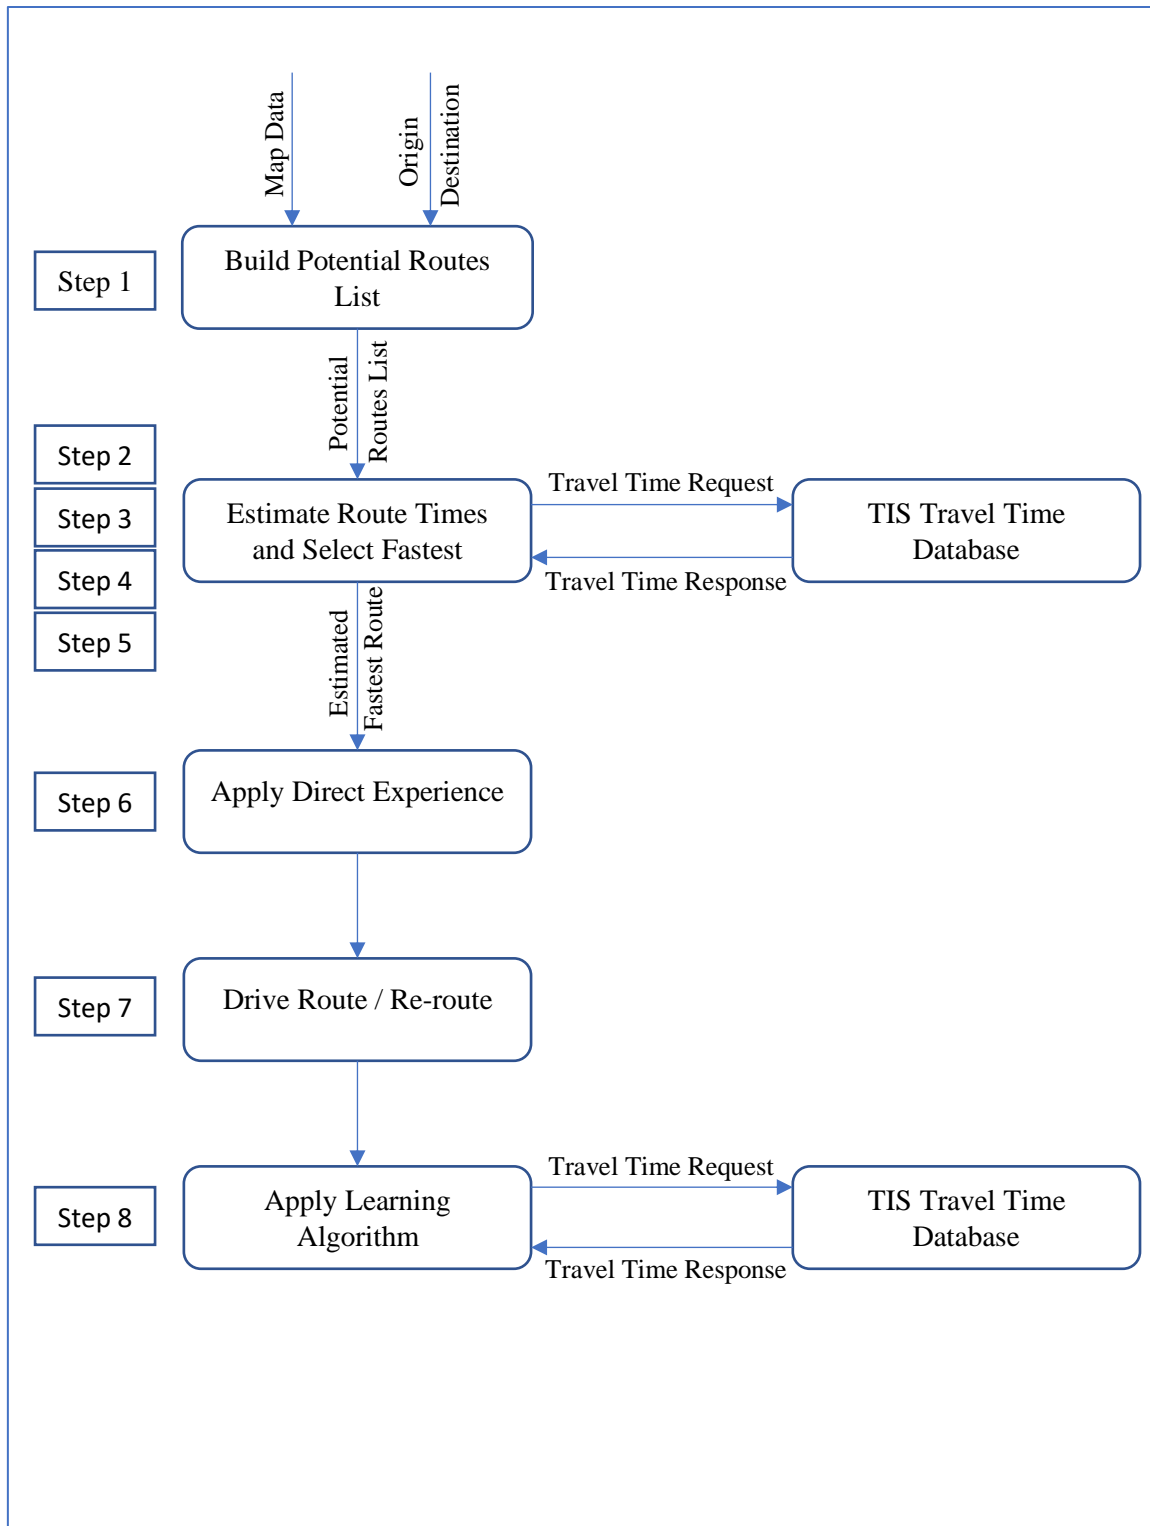 Map Data
Origin
Destination
Step 1
Build Potential Routes
List
Potential
Routes List
Step 2
Step 3
Step 4
Step 5
Estimate Route Times
and Select Fastest
Travel Time Request
Travel Time Response
TIS Travel Time
Database
Estimated
Fastest Route
Step 6
Apply Direct Experience
Step 7
Drive Route / Re-route
Step 8
Apply Learning
Algorithm
Travel Time Request
Travel Time Response
TIS Travel Time
Database